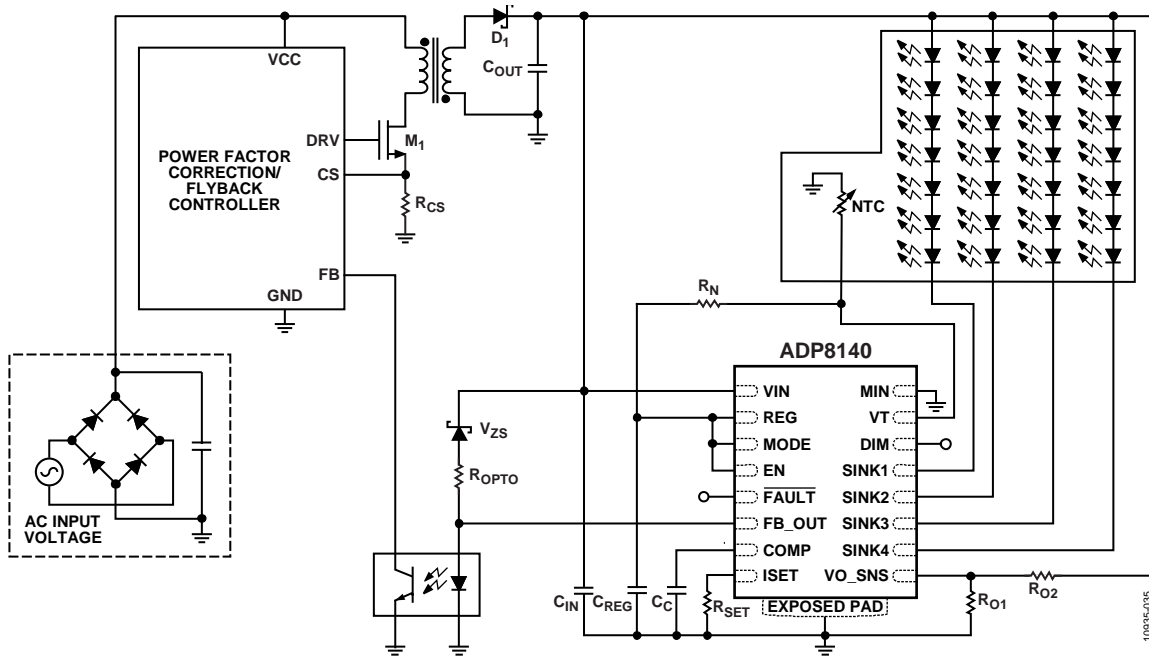 VCC
D1
COUT
DRV
M1
CS
POWER FACTOR
CORRECTION/
FLYBACK
CONTROLLER
RCS
FB
GND
NTC
RN
ADP8140
VIN
REG
MODE
EN
FAULT
FB_OUT
COMP
ISET
MIN
VT
DIM
SINK1
SINK2
SINK3
SINK4
VO_SNS
EXPOSED PAD
VZS
ROPTO
AC INPUT
VOLTAGE
CIN
CREG
CC
RSET
RO1
RO2
10935-035